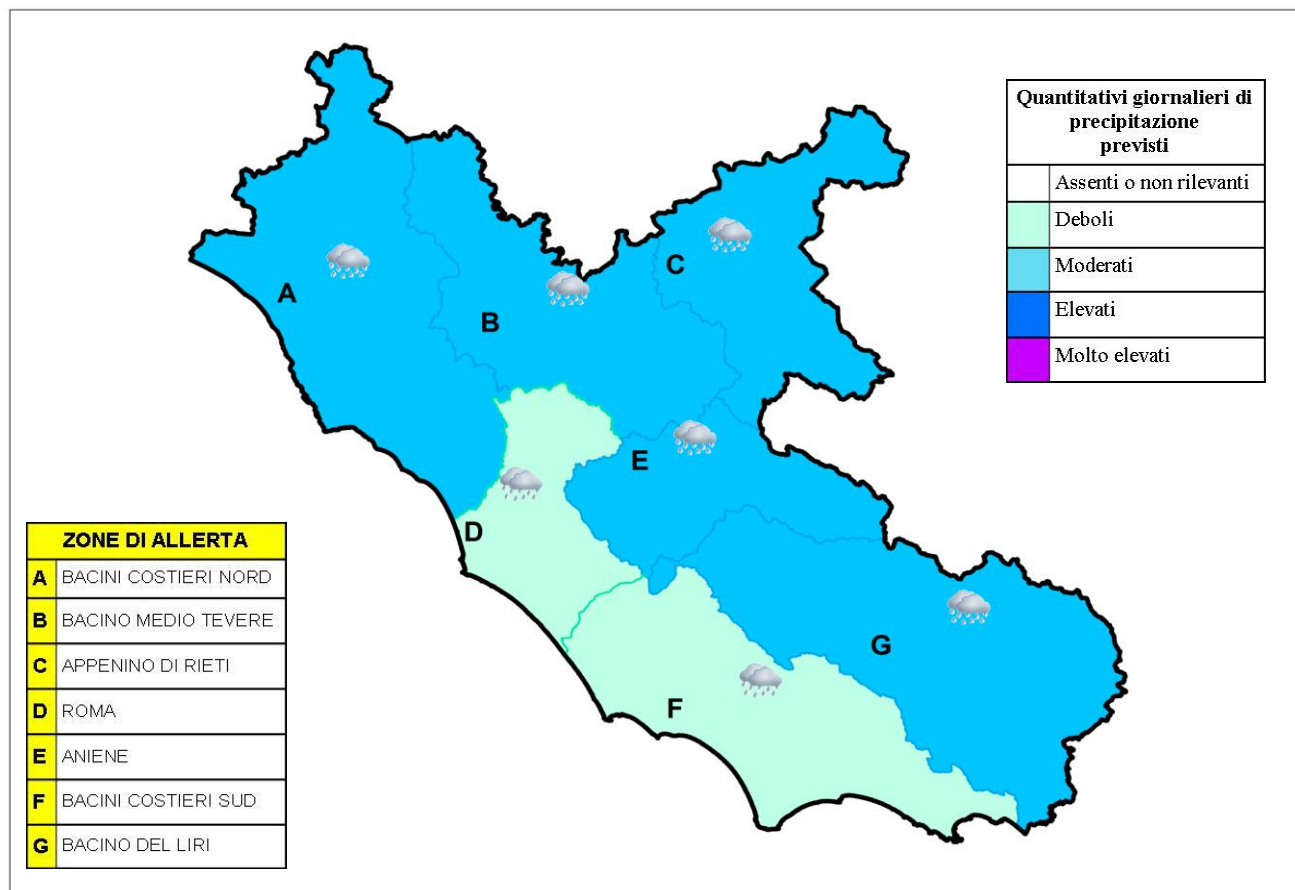 Quantitativi giornalieri di
precipitazione
previsti
Assenti o non rilevanti
Deboli
Moderati
Elevati
Molto elevati
A
B
C
D
E
F
G
ZONE DI ALLERTA
A BACINI COSTIERI NORD
B BACINO MEDIO TEVERE
C APPENINO DI RIETI
D ROMA
E ANIENE
F BACINI COSTIERI SUD
G BACINO DEL LIRI